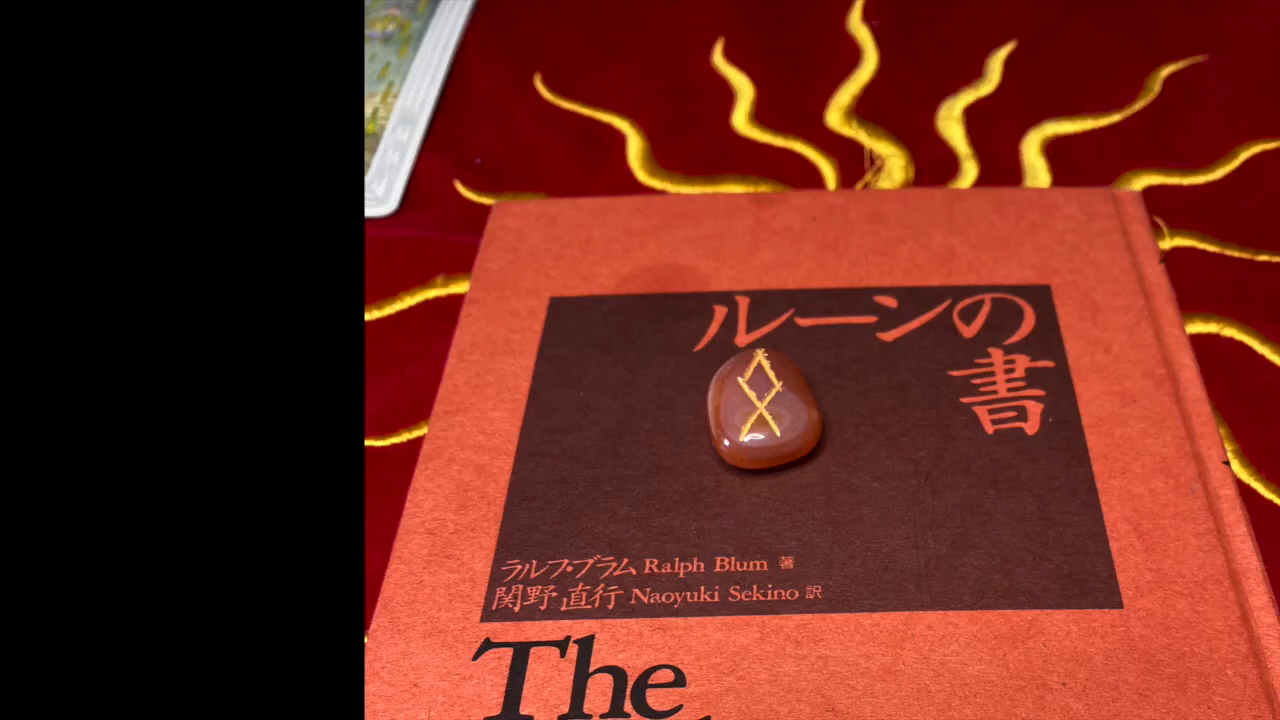 ルーンの
書
ᛟ
ラルフ・ブラム Ralph Blum 著
関野直行 Naoyuki Sekino 訳
The